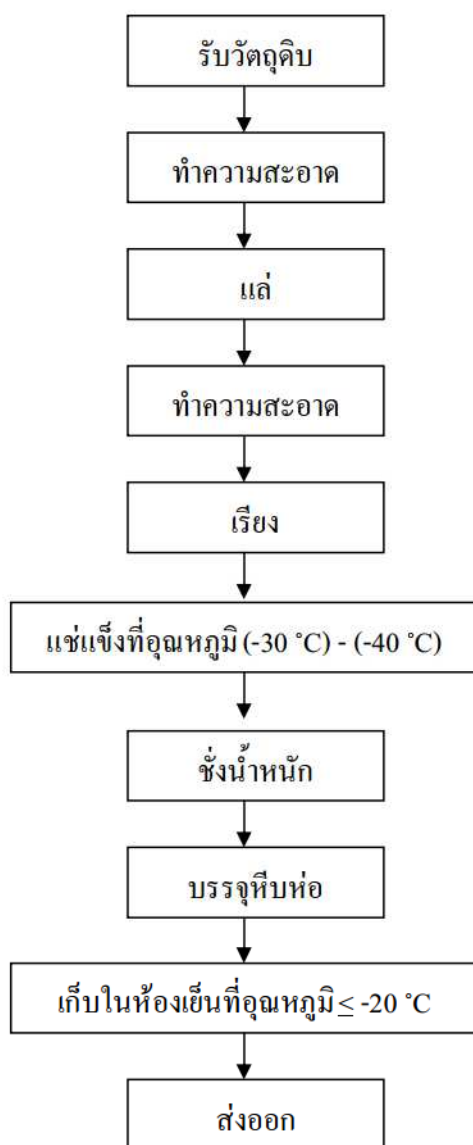 รับวัตถุดิบ
ทำความสะอาด
แล่
ทำความสะอาด
เรียง
แช่แข็งที่อุณหภูมิ (-30 °C) - (-40 °C)
ชั่งน้ำหนัก
บรรจุหีบห่อ
เก็บในห้องเย็นที่อุณหภูมิ ≤ -20 °C
ส่งออก